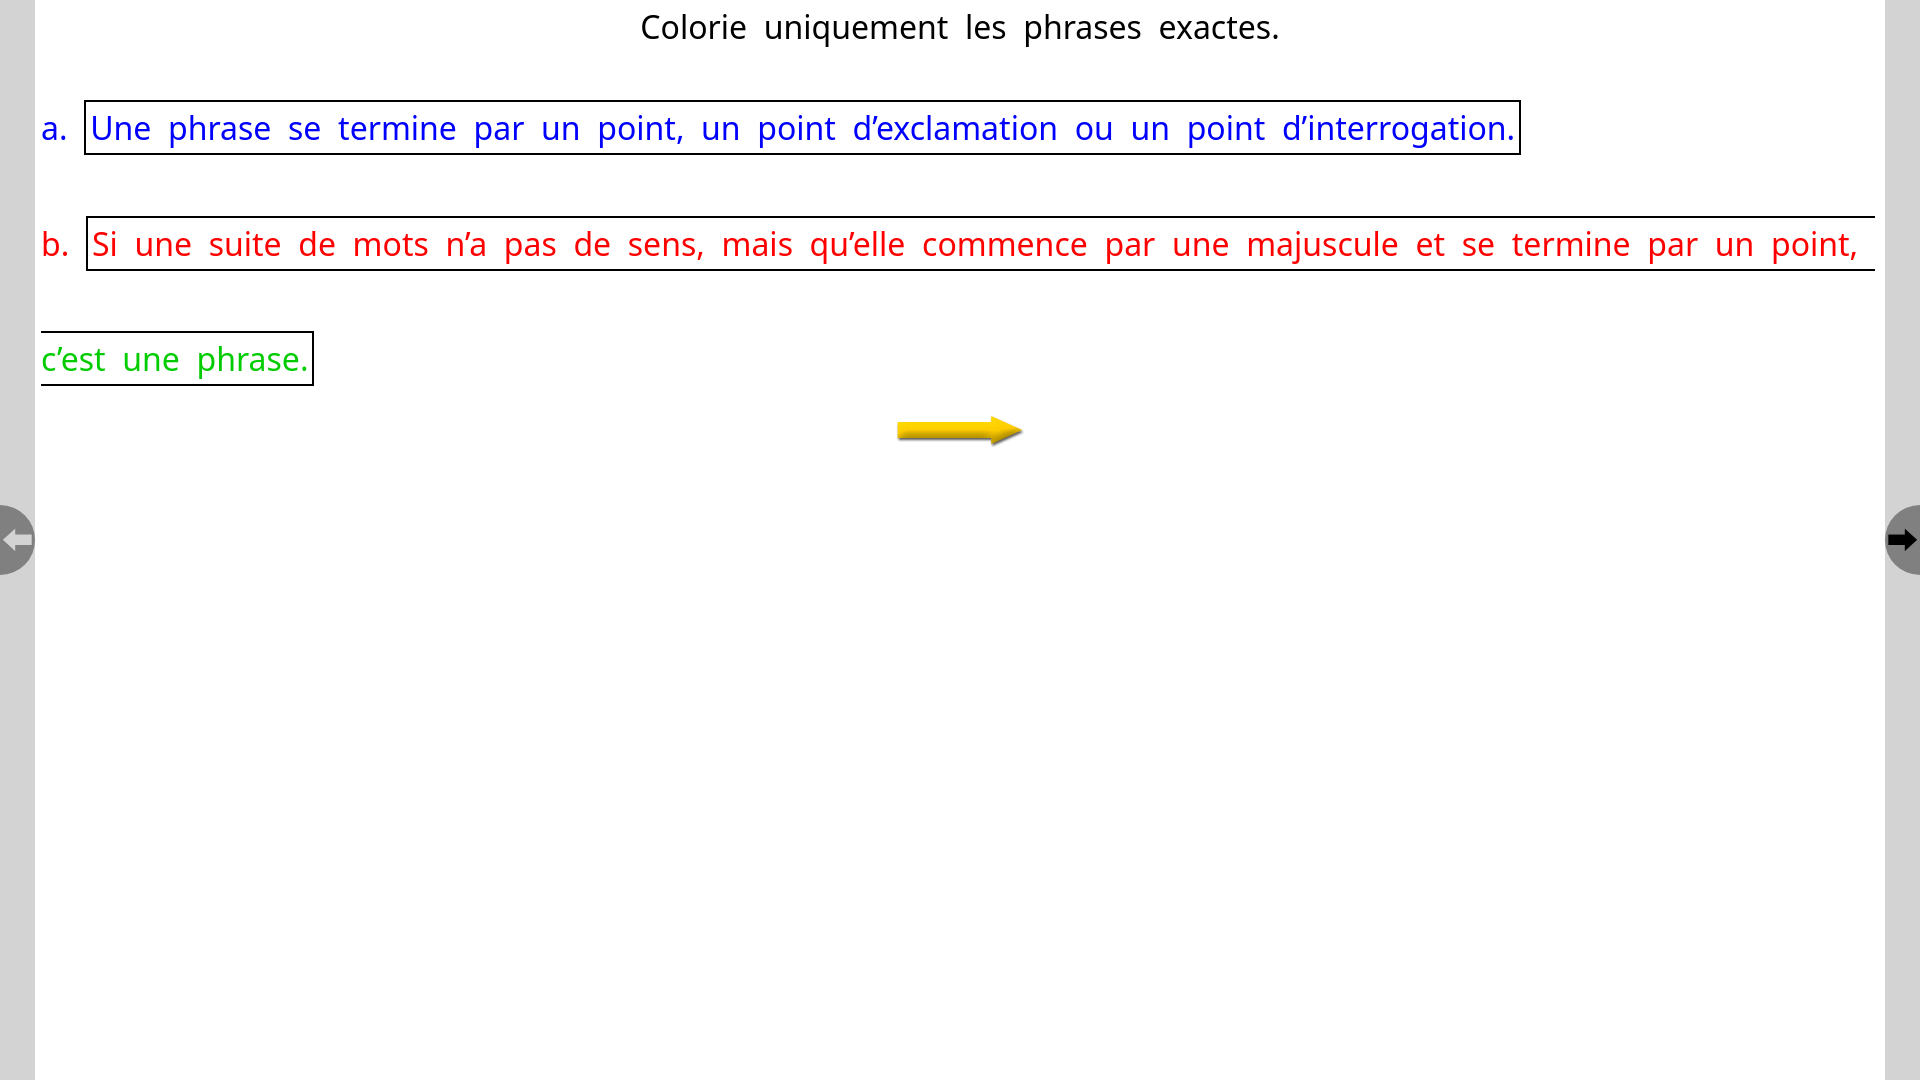 Colorie uniquement les phrases exactes.
a. Une phrase se termine par un point, un point d’exclamation ou un point d’interrogation.
b. Si une suite de mots n’a pas de sens, mais qu’elle commence par une majuscule et se termine par un point,
c’est une phrase.